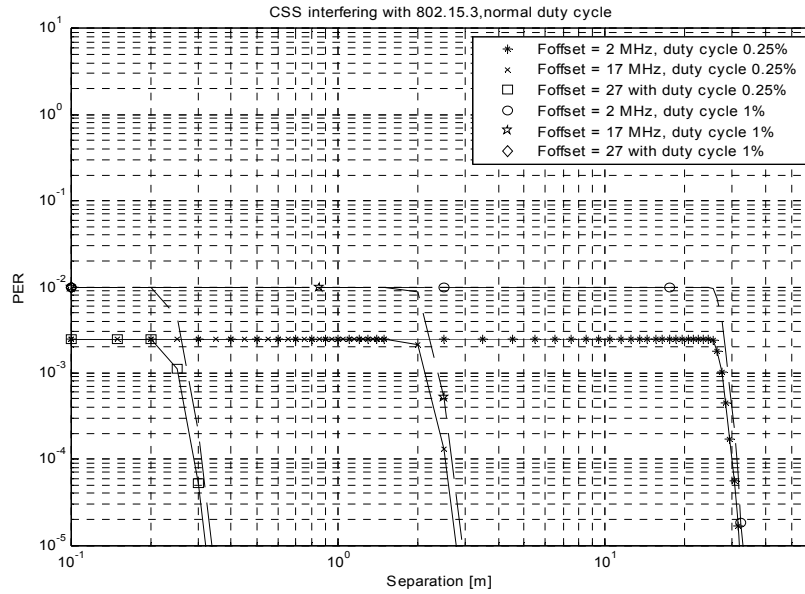 CSS interfering with 802.15.3,normal duty cycle
10^1
10^0
10^-1
10^-2
10^-3
10^-4
10^-5
PER
Foffset = 2 MHz, duty cycle 0.25%
Foffset = 17 MHz, duty cycle 0.25%
Foffset = 27 with duty cycle 0.25%
Foffset = 2 MHz, duty cycle 1%
Foffset = 17 MHz, duty cycle 1%
Foffset = 27 with duty cycle 1%
10^-1
10^0
10^1
Separation [m]